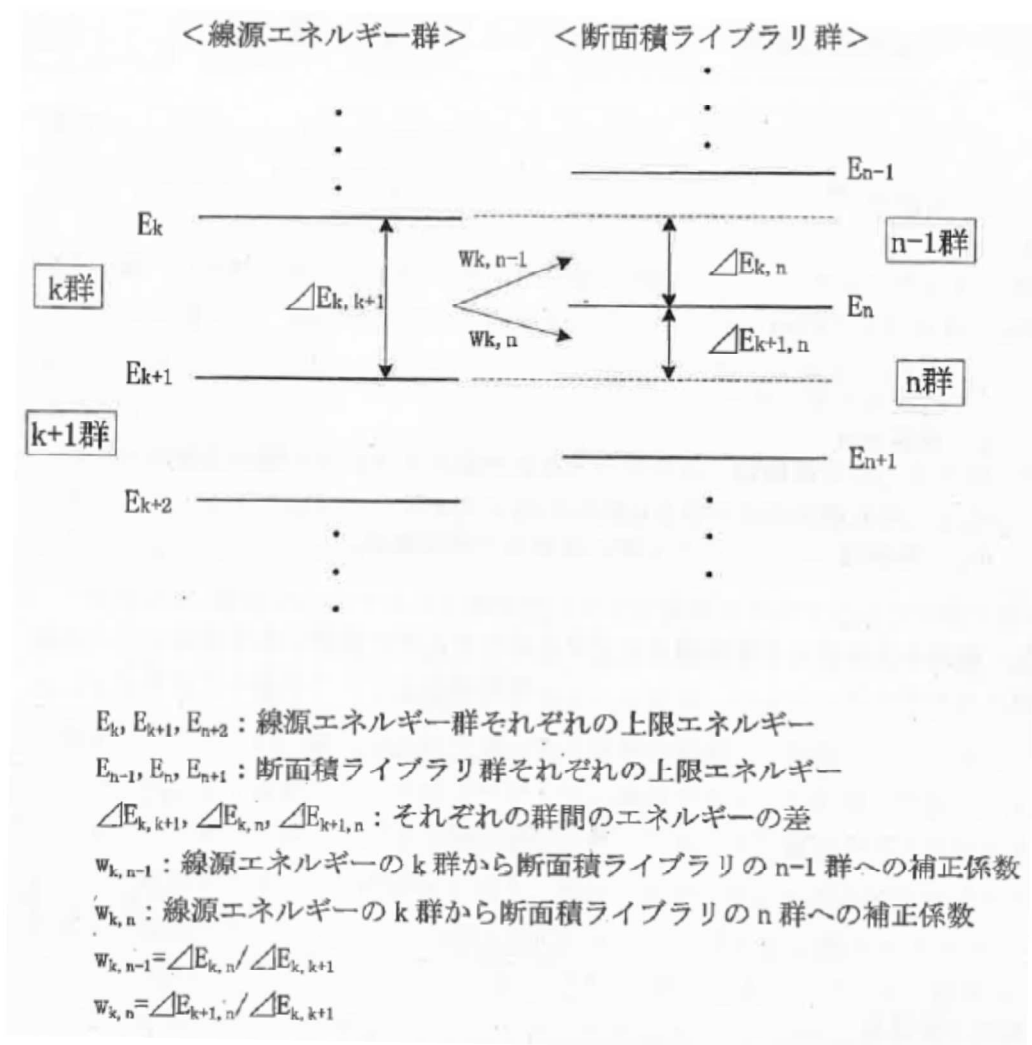 <線源エネルギー群> <断面積ライブラリ群>
En-1
Ek
n-1群
Wk, n-1
⊿Ek, n
k群
⊿Ek, k+1
En
Wk, n
⊿Ek+1, n
Ek+1
n群
k+1群
En+1
Ek+2
Ek, Ek+1, En+2：線源エネルギー群それぞれの上限エネルギー
En-1, En, En+1：断面積ライブラリ群それぞれの上限エネルギー
⊿Ek, k+1, ⊿Ek, n, ⊿Ek+1, n：それぞれの群間のエネルギーの差
wk, n-1：線源エネルギーの k 群から断面積ライブラリの n-1 群への補正係数
wk, n：線源エネルギーの k 群から断面積ライブラリの n 群への補正係数
wk, n-1=⊿Ek, n/⊿Ek, k+1
wk, n=⊿Ek+1, n/⊿Ek, k+1